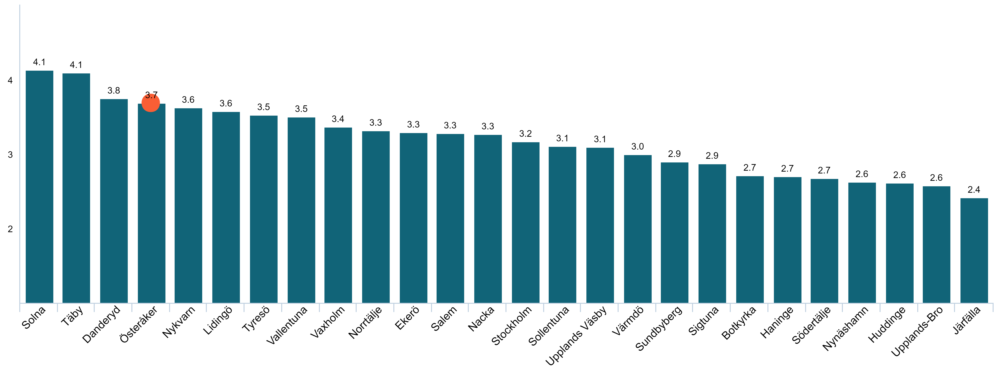 4.1
4.1
3.8
3.7
3.6
3.6
3.5
3.5
3.4
3.3
3.3
3.3
3.3
3.2
3.1
3.1
3.0
2.9
2.9
2.7
2.7
2.7
2.6
2.6
2.6
2.4
4
3
2
Solna
Täby
Danderyd
Österåker
Nykvarn
Lidingö
Tyresö
Vallentuna
Vaxholm
Norrtälje
Ekerö
Salem
Nacka
Stockholm
Sollentuna
Upplands Väsby
Värmdö
Sundbyberg
Sigtuna
Botkyrka
Haninge
Södertälje
Nynäshamn
Huddinge
Upplands-Bro
Järfälla